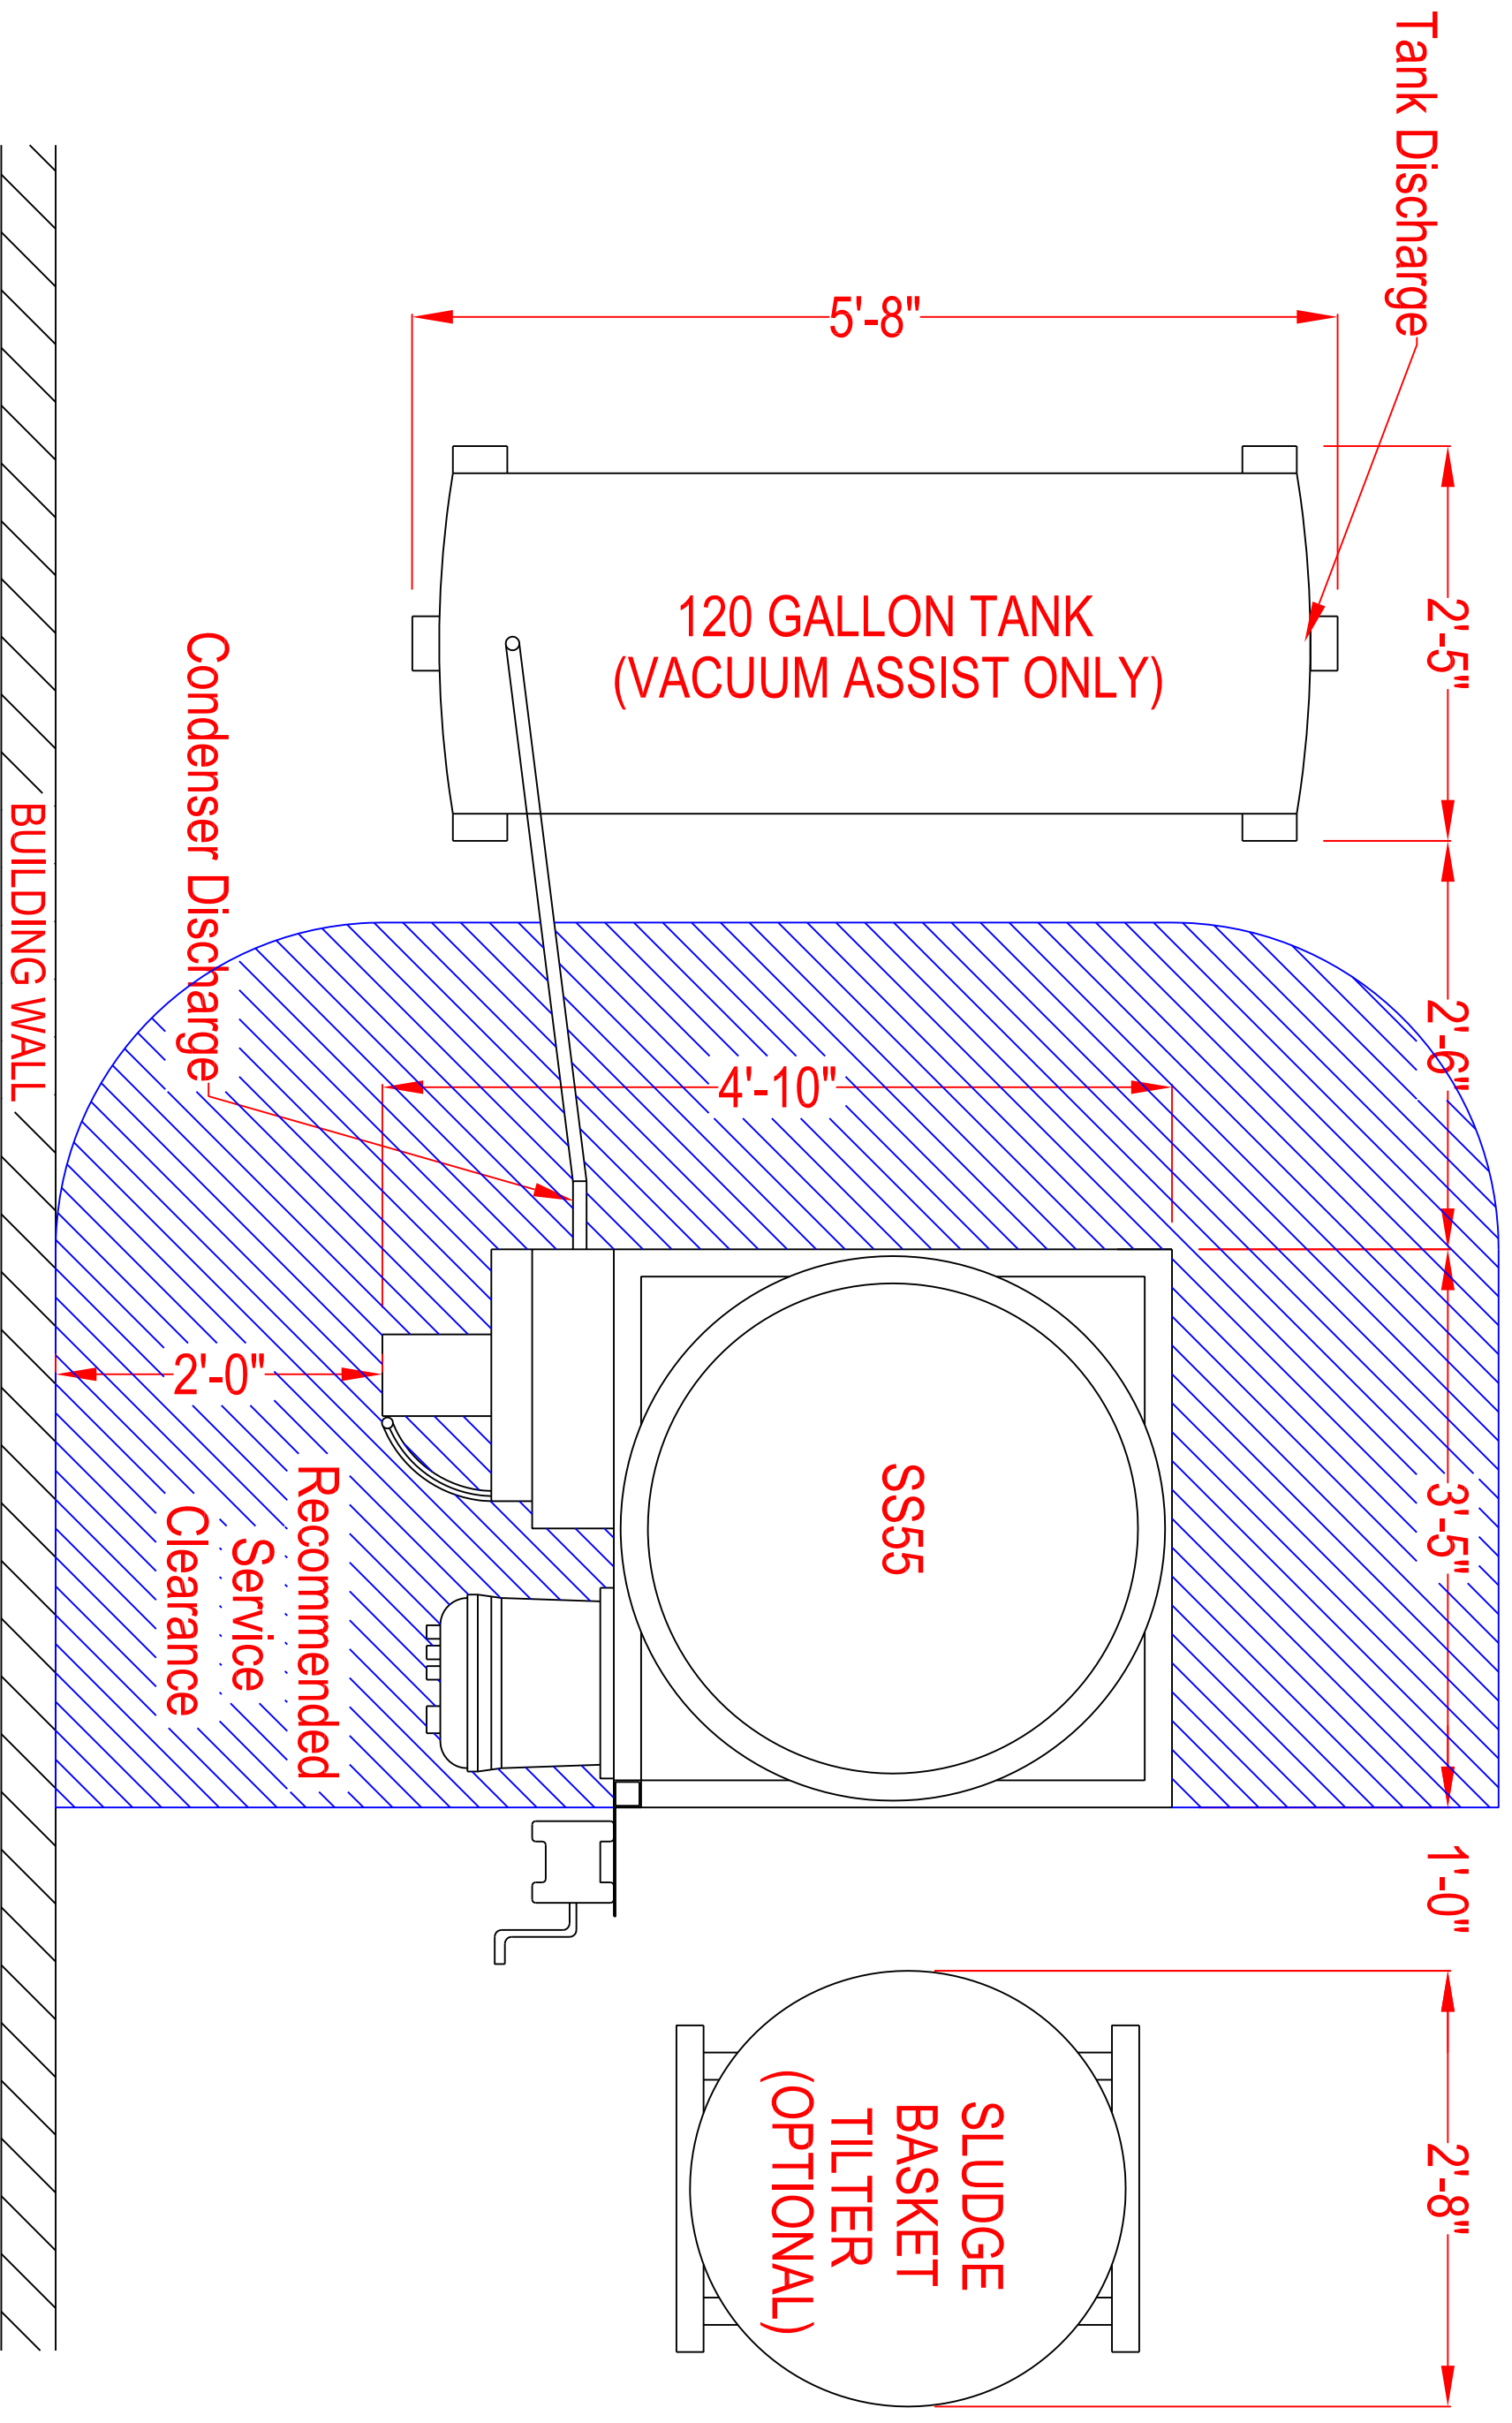 Tank Discharge
5'-8"
2'-5"
120 GALLON TANK
(VACUUM ASSIST ONLY)
Condenser Discharge
BUILDING WALL
2'-6"
4'-10"
2'-0"
3'-5"
SS55
Recommended
Service
Clearance
1'-0"
2'-8"
SLUDGE
BASKET
TILTER
(OPTIONAL)